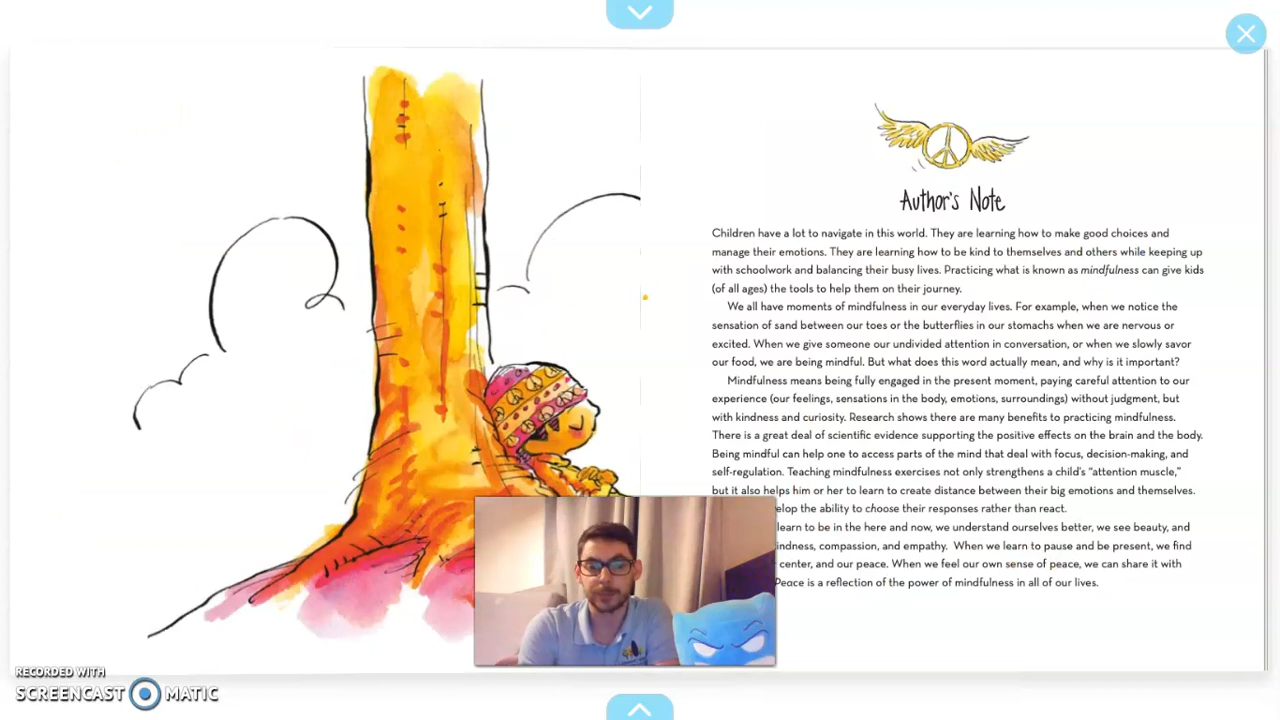 Author's Note
Children have a lot to navigate in this world. They are learning how to make good choices and
manage their emotions. They are learning how to be kind to themselves and others while keeping up
with schoolwork and balancing their busy lives. Practicing what is known as mindfulness can give kids
(of all ages) the tools to help them on their journey.
We all have moments of mindfulness in our everyday lives. For example, when we notice the
sensation of sand between our toes or the butterflies in our stomachs when we are nervous or
excited. When we give someone our undivided attention in conversation, or when we slowly savor
our food, we are being mindful. But what does this word actually mean, and why is it important?
Mindfulness means being fully engaged in the present moment, paying careful attention to our
experience (our feelings, sensations in the body, emotions, surroundings) without judgment, but
with kindness and curiosity. Research shows there are many benefits to practicing mindfulness.
There is a great deal of scientific evidence supporting the positive effects on the brain and the body.
Being mindful can help one to access parts of the mind that deal with focus, decision-making, and
self-regulation. Teaching mindfulness exercises not only strengthens a child's “attention muscle,”
but it also helps him or her to learn to create distance between their big emotions and themselves.
the ability to choose their responses rather than react.
learn to be in the here and now, we understand ourselves better, we see beauty, and
compassion, and empathy. When we learn to pause and be present, we find
center, and our peace. When we feel our own sense of peace, we can share it with
Peace is a reflection of the power of mindfulness in all of our lives.
RECORDED WITH
SCREENCAST MATIC